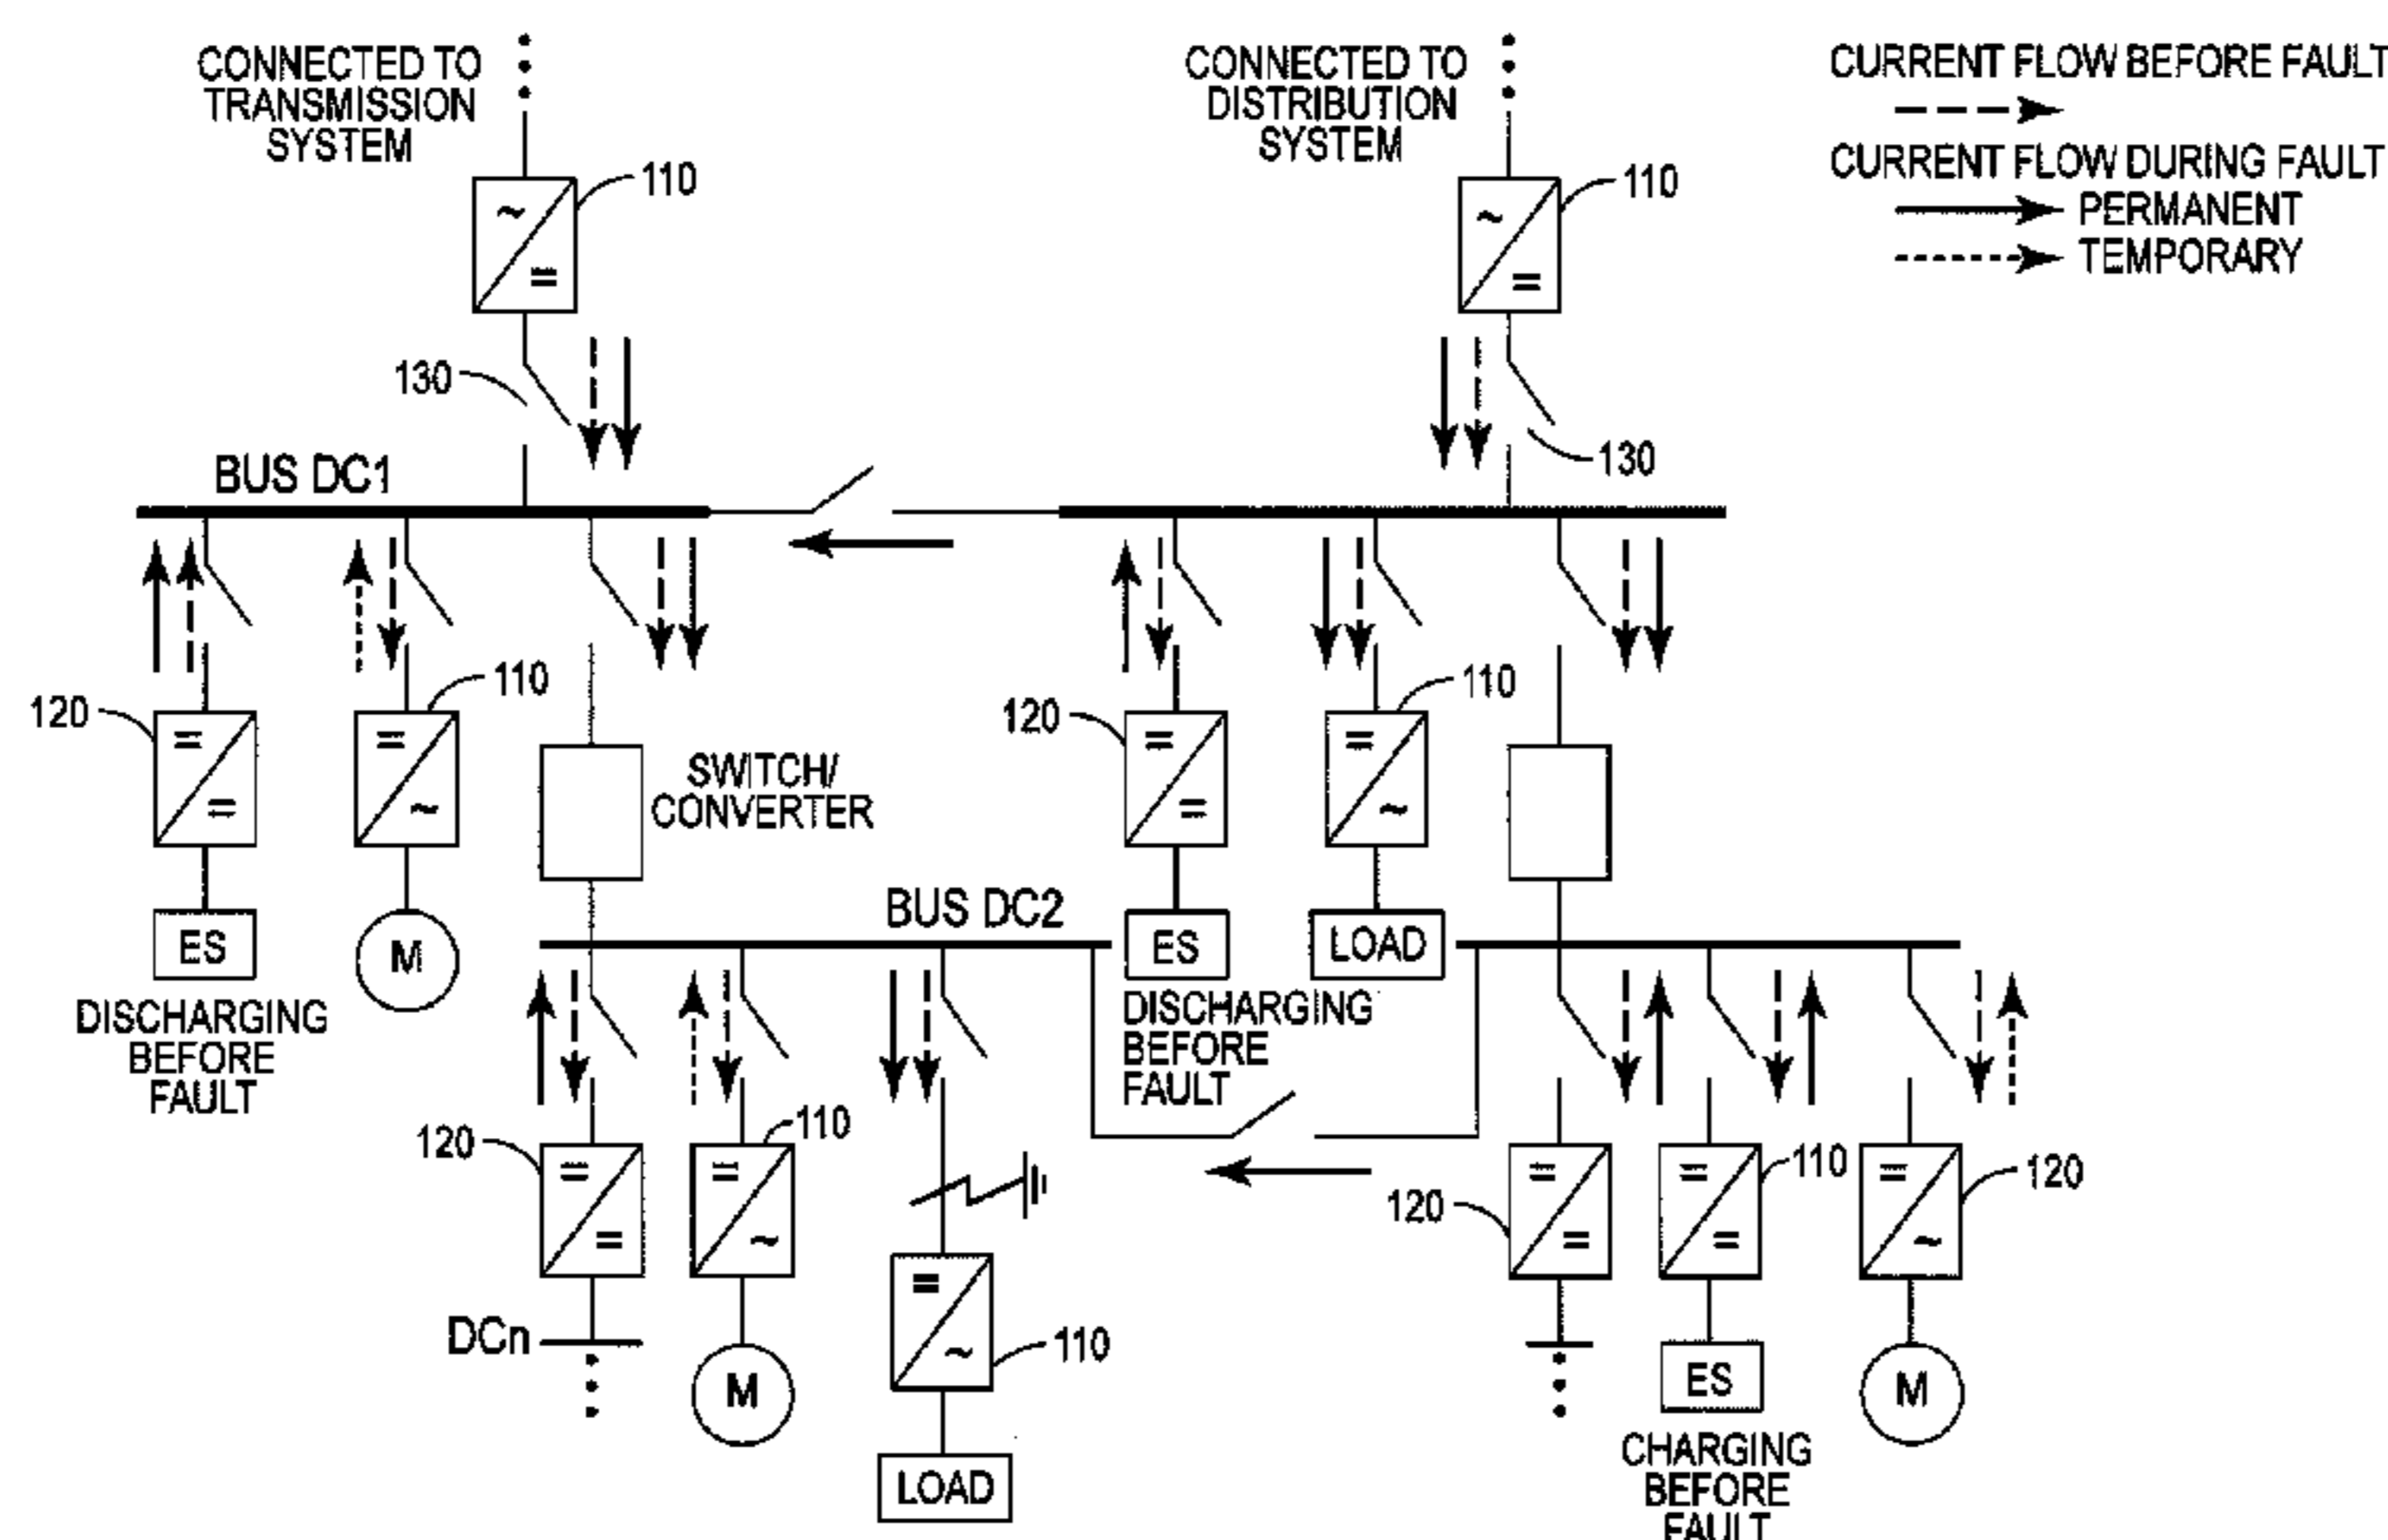 CONNECTED TO
TRANSMISSION
SYSTEM
CONNECTED TO
DISTRIBUTION
SYSTEM
CURRENT FLOW BEFORE FAULT
CURRENT FLOW DURING FAULT
PERMANENT
TEMPORARY
~
=
110
~
=
110
130
130
BUS DC1
120
=
=
110
=
~
SWITCH/
CONVERTER
120
=
=
110
=
~
ES
M
DISCHARGING
BEFORE
FAULT
BUS DC2
ES
LOAD
DISCHARGING
BEFORE
FAULT
120
=
=
110
=
~
=
~
110
120
=
=
=
=
110
=
~
120
DCn
M
LOAD
ES
M
CHARGING
BEFORE
FAULT